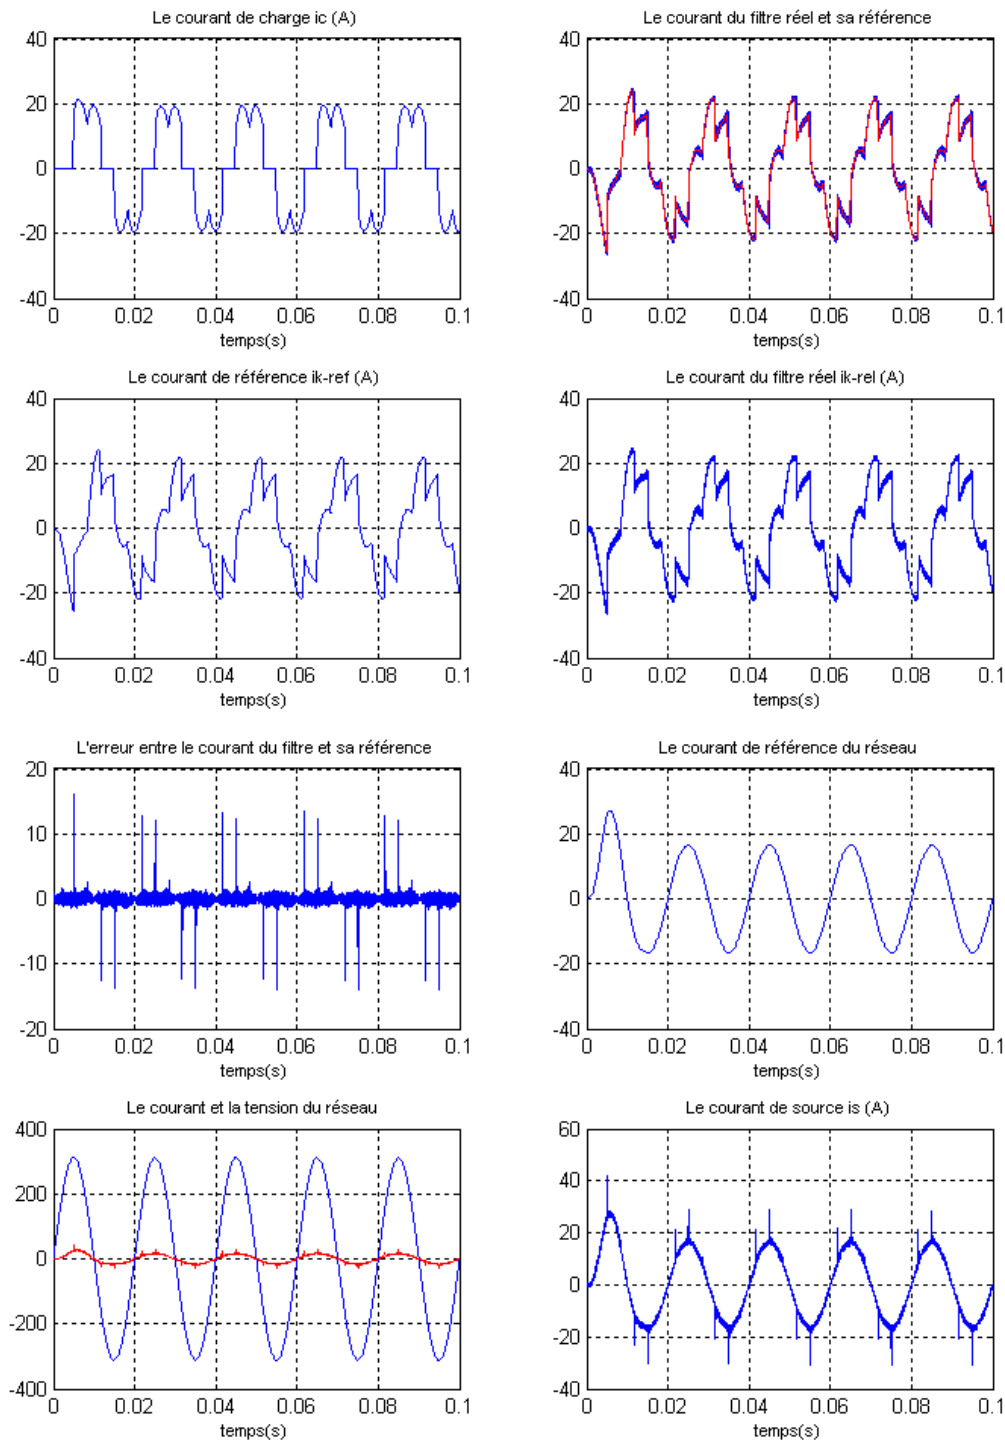 Le courant de charge ic (A)
40
20
0
-20
-40
0 0.02 0.04 0.06 0.08 0.1
temps(s)
Le courant du filtre réel et sa référence
40
20
0
-20
-40
0 0.02 0.04 0.06 0.08 0.1
temps(s)
Le courant de référence ik-ref (A)
40
20
0
-20
-40
0 0.02 0.04 0.06 0.08 0.1
temps(s)
Le courant du filtre réel ik-rel (A)
40
20
0
-20
-40
0 0.02 0.04 0.06 0.08 0.1
temps(s)
L'erreur entre le courant du filtre et sa référence
20
10
0
-10
-20
0 0.02 0.04 0.06 0.08 0.1
temps(s)
Le courant de référence du réseau
40
20
0
-20
-40
0 0.02 0.04 0.06 0.08 0.1
temps(s)
Le courant et la tension du réseau
400
200
0
-200
-400
0 0.02 0.04 0.06 0.08 0.1
temps(s)
Le courant de source is (A)
60
40
20
0
-20
-40
0 0.02 0.04 0.06 0.08 0.1
temps(s)